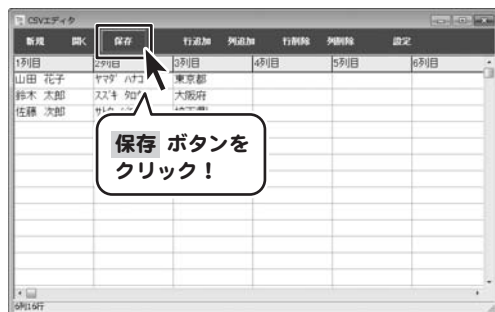 CSVエディタ
新規 開く 保存 行追加 列追加 行削除 列削除 設定
1列目 2列目 3列目 4列目 5列目 6列目
山田 花子 ヤマダ ハナコ 東京都
鈴木 太郎 スズキ タロウ 大阪府
佐藤 次郎
保存 ボタンを
クリック！
6列16行